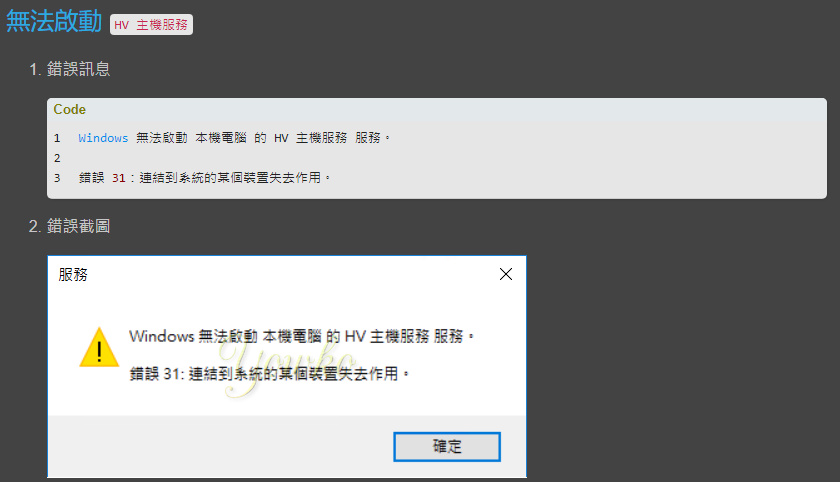 無法啟動 HV 主機服務
1. 錯誤訊息
Code
1 Windows 無法啟動 本機電腦 的 HV 主機服務 服務。
2
3 錯誤 31：連結到系統的某個裝置失去作用。
2. 錯誤截圖
服務
Windows 無法啟動 本機電腦 的 HV 主機服務 服務。
Yowko
錯誤 31: 連結到系統的某個裝置失去作用。
確定